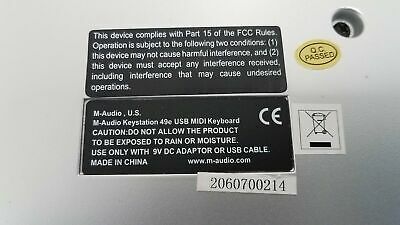 This device complies with Part 15 of the FCC Rules.
Operation is subject to the following two conditions: (1)
this device may not cause harmful interference, and (2)
this device must accept any interference received,
including interference that may cause undesired
operations.
Q.C.
PASSED
M-Audio , U.S.
M-Audio Keystation 49e USB MIDI Keyboard
CAUTION:DO NOT ALLOW THE PRODUCT
TO BE EXPOSED TO RAIN OR MOISTURE.
USE ONLY WITH 9V DC ADAPTOR OR USB CABLE.
MADE IN CHINA www.m-audio.com
CE
2060700214